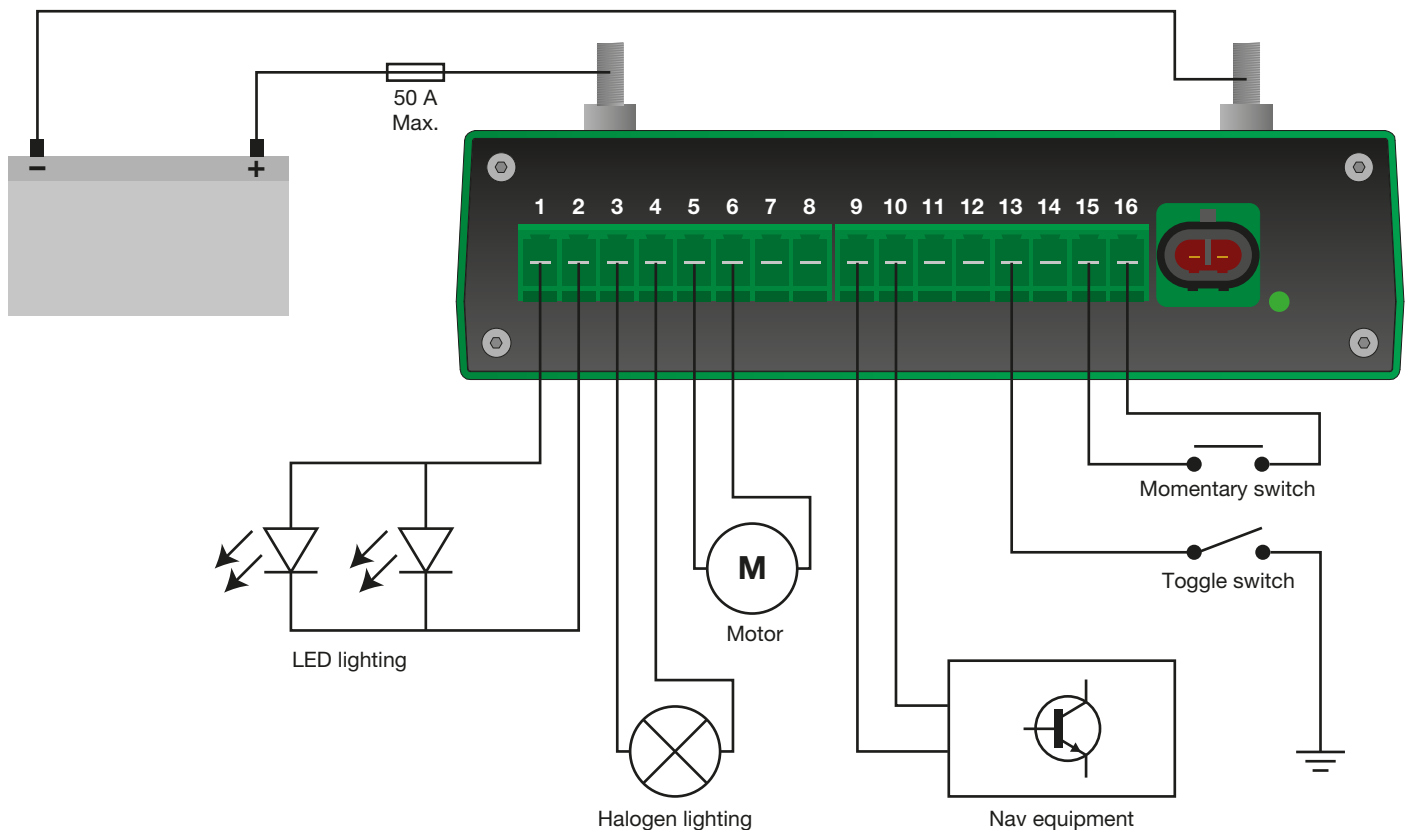 50 A
Max.
− +
1 2 3 4 5 6 7 8 9 10 11 12 13 14 15 16
Momentary switch
Toggle switch
M
Motor
LED lighting
Halogen lighting
Nav equipment